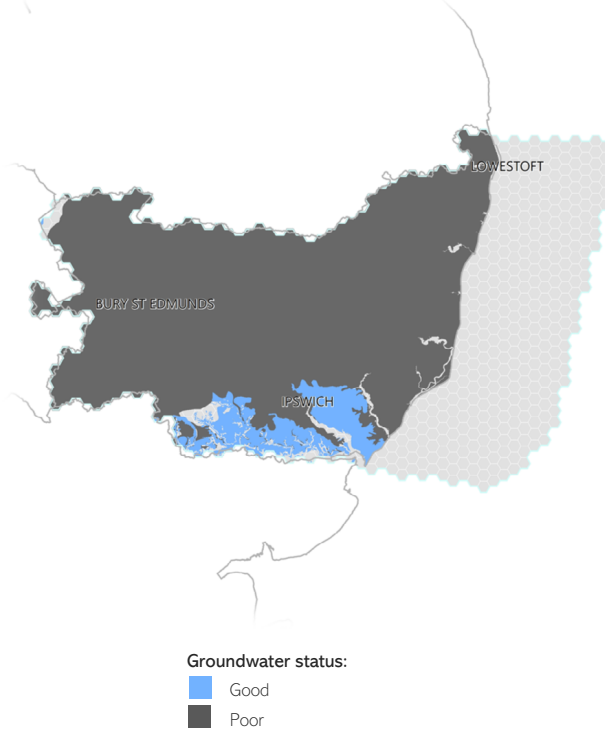 LOWESTOFT
BURY ST EDMUNDS
IPSWICH
Groundwater status:
Good
Poor